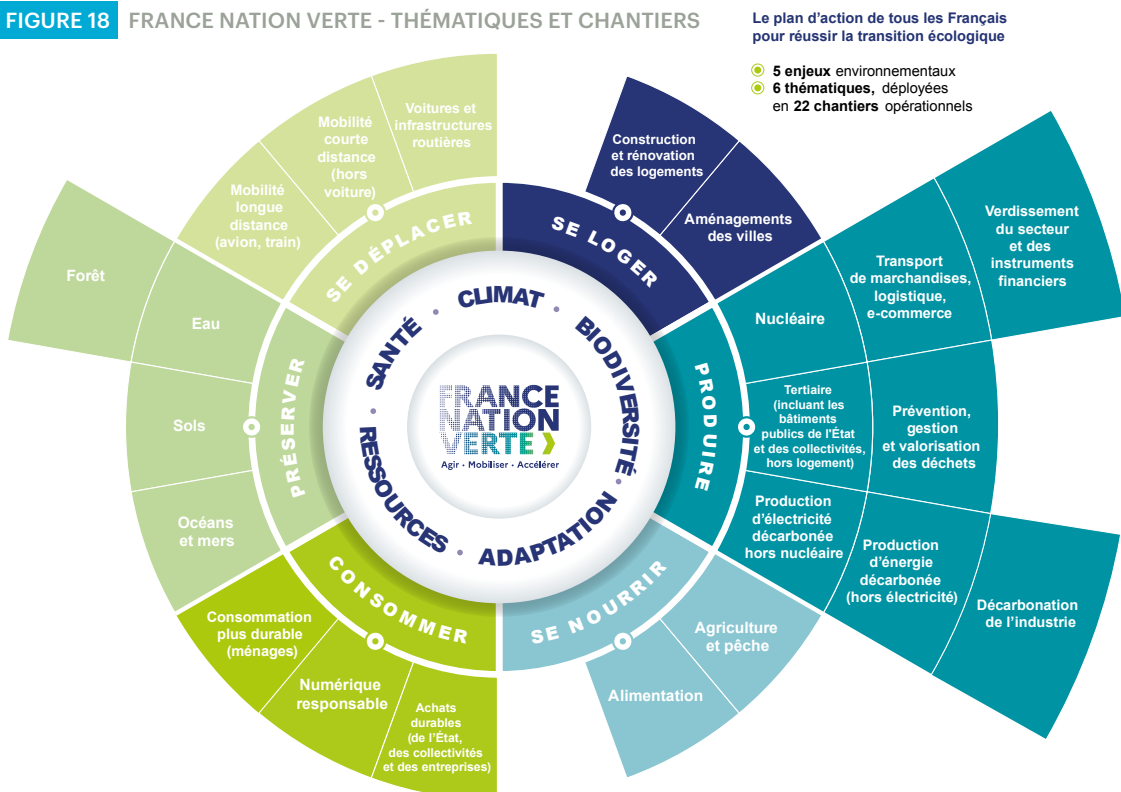 FIGURE 18 FRANCE NATION VERTE - THÉMATIQUES ET CHANTIERS
Le plan d'action de tous les Français
pour réussir la transition écologique
5 enjeux environnementaux
6 thématiques, déployées
en 22 chantiers opérationnels
SE DÉPLACER
Mobilité
longue
distance
(avion, train)
Mobilité
courte
distance
(hors
voiture)
Voitures et
infrastructures
routières
SE LOGER
Construction
et rénovation
des logements
Aménagements
des villes
PRODUIRE
Nucléaire
Transport
de marchandises,
logistique,
e-commerce
Verdissement
du secteur
et des
instruments
financiers
Tertiaire
(incluant les
bâtiments
publics de l'État
et des collectivités,
hors logement)
Prévention,
gestion
et valorisation
des déchets
Production
d'électricité
décarbonée
hors nucléaire
Production
d'énergie
décarbonée
(hors électricité)
Décarbonation
de l'industrie
SE NOURRIR
Agriculture
et pêche
Alimentation
CONSOMMER
Achats
durables
(de l'État,
des collectivités
et des entreprises)
Numérique
responsable
Consommation
plus durable
(ménages)
PRÉSERVER
Océans
et mers
Sols
Eau
Forêt
CLIMAT • BIODIVERSITÉ • ADAPTATION • RESSOURCES • SANTÉ •
FRANCE
NATION
VERTE
Agir • Mobiliser • Accélérer